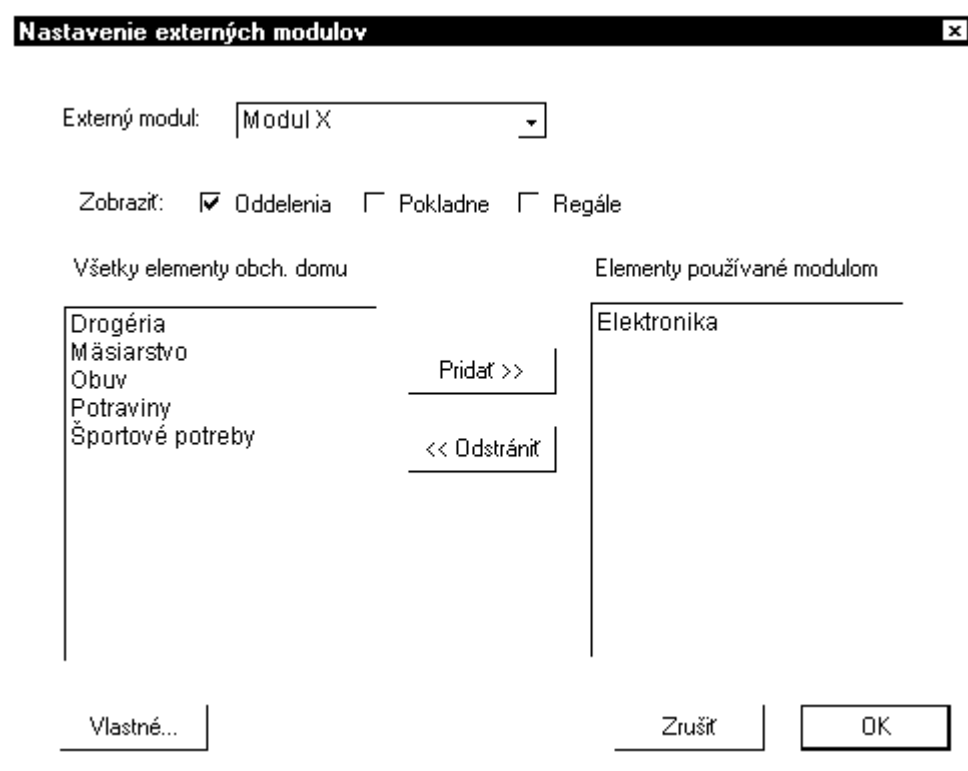 Nastavenie externých modulov
Externý modul: Modul X
Zobraziť: Oddelenia Pokladne Regále
Všetky elementy obch. domu
Elementy používané modulom
Drogéria
Mäsiarstvo
Obuv
Potraviny
Športové potreby
Pridať >>
<< Odstrániť
Elektronika
Vlastné...
Zrušiť
OK